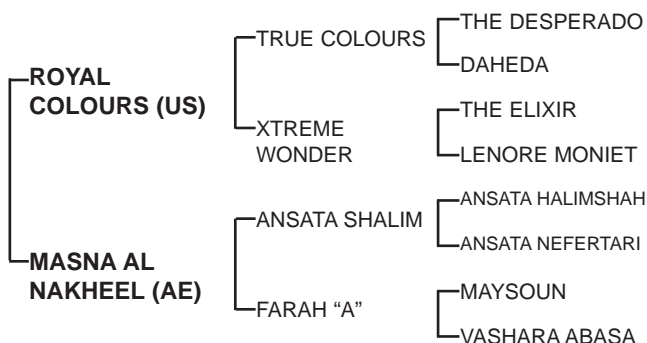 THE DESPERADO
TRUE COLOURS
DAHEDA
ROYAL
COLOURS (US)
THE ELIXIR
XTREME
WONDER
LENORE MONIET
ANSATA HALIMSHAH
ANSATA SHALIM
ANSATA NEFERTARI
MASNA AL
NAKHEEL (AE)
MAYSOUN
FARAH “A”
VASHARA ABASA